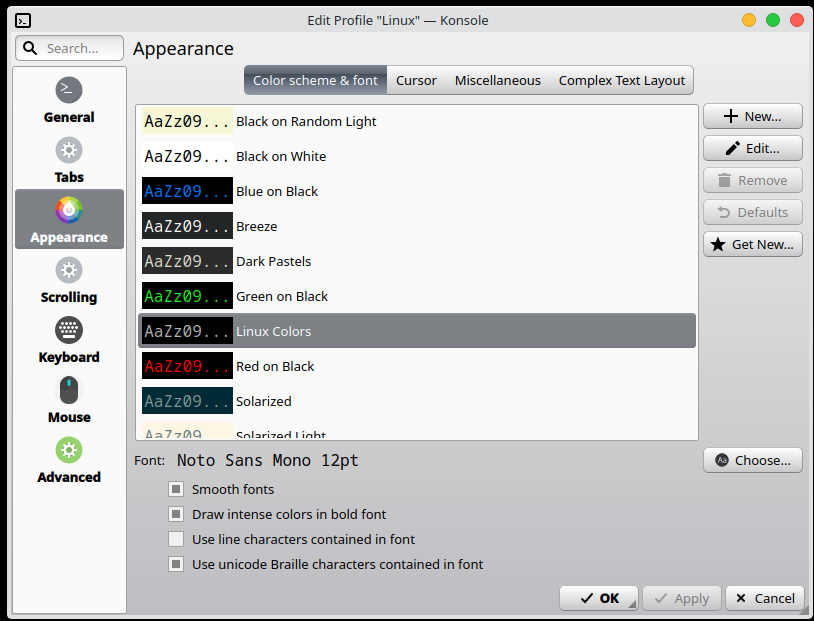 Edit Profile "Linux" — Konsole
Search...
Appearance
General
Tabs
Appearance
Scrolling
Keyboard
Mouse
Advanced
Color scheme & font Cursor Miscellaneous Complex Text Layout
AaZz09... Black on Random Light
AaZz09... Black on White
AaZz09... Blue on Black
AaZz09... Breeze
AaZz09... Dark Pastels
AaZz09... Green on Black
AaZz09... Linux Colors
AaZz09... Red on Black
AaZz09... Solarized
AaZz09... Solarized Light
New...
Edit...
Remove
Defaults
Get New...
Font: Noto Sans Mono 12pt
Aa Choose...
Smooth fonts
Draw intense colors in bold font
Use line characters contained in font
Use unicode Braille characters contained in font
OK Apply Cancel